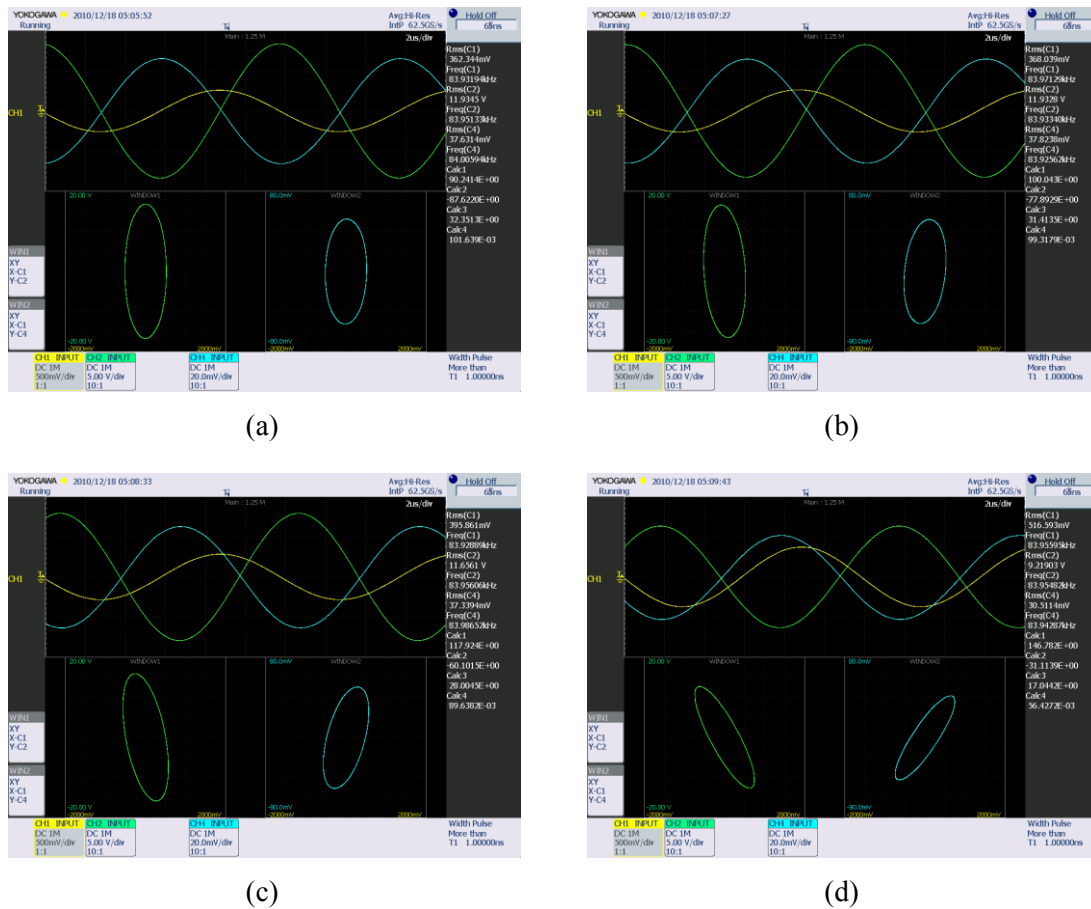 YOKOGAWA 2010/12/18 05:05:52
Running
Avg:Hi-Res
IntP 62.5GS/s
Hold Off
Main : 1.25 M
2us/div
CH1
Rms(C1)
362.344mV
Freq(C1)
83.93194kHz
Rms(C2)
11.9345 V
Freq(C2)
83.95133kHz
Rms(C4)
37.6314mV
Freq(C4)
84.00594kHz
Calc1
90.2414E+00
Calc2
-87.6220E+00
Calc3
32.3513E+00
Calc4
101.639E-03
20.00 V
WINDOW1
80.0mV
WINDOW2
WIN1
XY
X-C1
Y-C2
WIN2
XY
X-C1
Y-C4
-20.00 V
-2000mV
2000mV
-80.0mV
-2000mV
2000mV
CH1 INPUT
DC 1M
500mV/div
1:1
CH2 INPUT
DC 1M
5.00 V/div
10:1
CH4 INPUT
DC 1M
20.0mV/div
10:1
Width Pulse
More than
T1 1.00000ns
(a)
YOKOGAWA 2010/12/18 05:07:27
Running
Avg:Hi-Res
IntP 62.5GS/s
Hold Off
Main : 1.25 M
2us/div
CH1
Rms(C1)
368.039mV
Freq(C1)
83.97129kHz
Rms(C2)
11.9328 V
Freq(C2)
83.93340kHz
Rms(C4)
37.8238mV
Freq(C4)
83.92562kHz
Calc1
100.043E+00
Calc2
-77.8929E+00
Calc3
31.4135E+00
Calc4
99.3179E-03
20.00 V
WINDOW1
80.0mV
WINDOW2
WIN1
XY
X-C1
Y-C2
WIN2
XY
X-C1
Y-C4
-20.00 V
-2000mV
2000mV
-80.0mV
-2000mV
2000mV
CH1 INPUT
DC 1M
500mV/div
1:1
CH2 INPUT
DC 1M
5.00 V/div
10:1
CH4 INPUT
DC 1M
20.0mV/div
10:1
Width Pulse
More than
T1 1.00000ns
(b)
YOKOGAWA 2010/12/18 05:08:33
Running
Avg:Hi-Res
IntP 62.5GS/s
Hold Off
Main : 1.25 M
2us/div
CH1
Rms(C1)
395.861mV
Freq(C1)
83.92889kHz
Rms(C2)
11.6561 V
Freq(C2)
83.95606kHz
Rms(C4)
37.3394mV
Freq(C4)
83.98652kHz
Calc1
117.924E+00
Calc2
-60.1015E+00
Calc3
28.0045E+00
Calc4
89.6382E-03
20.00 V
WINDOW1
80.0mV
WINDOW2
WIN1
XY
X-C1
Y-C2
WIN2
XY
X-C1
Y-C4
-20.00 V
-2000mV
2000mV
-80.0mV
-2000mV
2000mV
CH1 INPUT
DC 1M
500mV/div
1:1
CH2 INPUT
DC 1M
5.00 V/div
10:1
CH4 INPUT
DC 1M
20.0mV/div
10:1
Width Pulse
More than
T1 1.00000ns
(c)
YOKOGAWA 2010/12/18 05:09:43
Running
Avg:Hi-Res
IntP 62.5GS/s
Hold Off
Main : 1.25 M
2us/div
CH1
Rms(C1)
516.593mV
Freq(C1)
83.95595kHz
Rms(C2)
9.21903 V
Freq(C2)
83.95482kHz
Rms(C4)
30.5114mV
Freq(C4)
83.94287kHz
Calc1
146.782E+00
Calc2
-31.1139E+00
Calc3
17.0442E+00
Calc4
56.4272E-03
20.00 V
WINDOW1
80.0mV
WINDOW2
WIN1
XY
X-C1
Y-C2
WIN2
XY
X-C1
Y-C4
-20.00 V
-2000mV
2000mV
-80.0mV
-2000mV
2000mV
CH1 INPUT
DC 1M
500mV/div
1:1
CH2 INPUT
DC 1M
5.00 V/div
10:1
CH4 INPUT
DC 1M
20.0mV/div
10:1
Width Pulse
More than
T1 1.00000ns
(d)